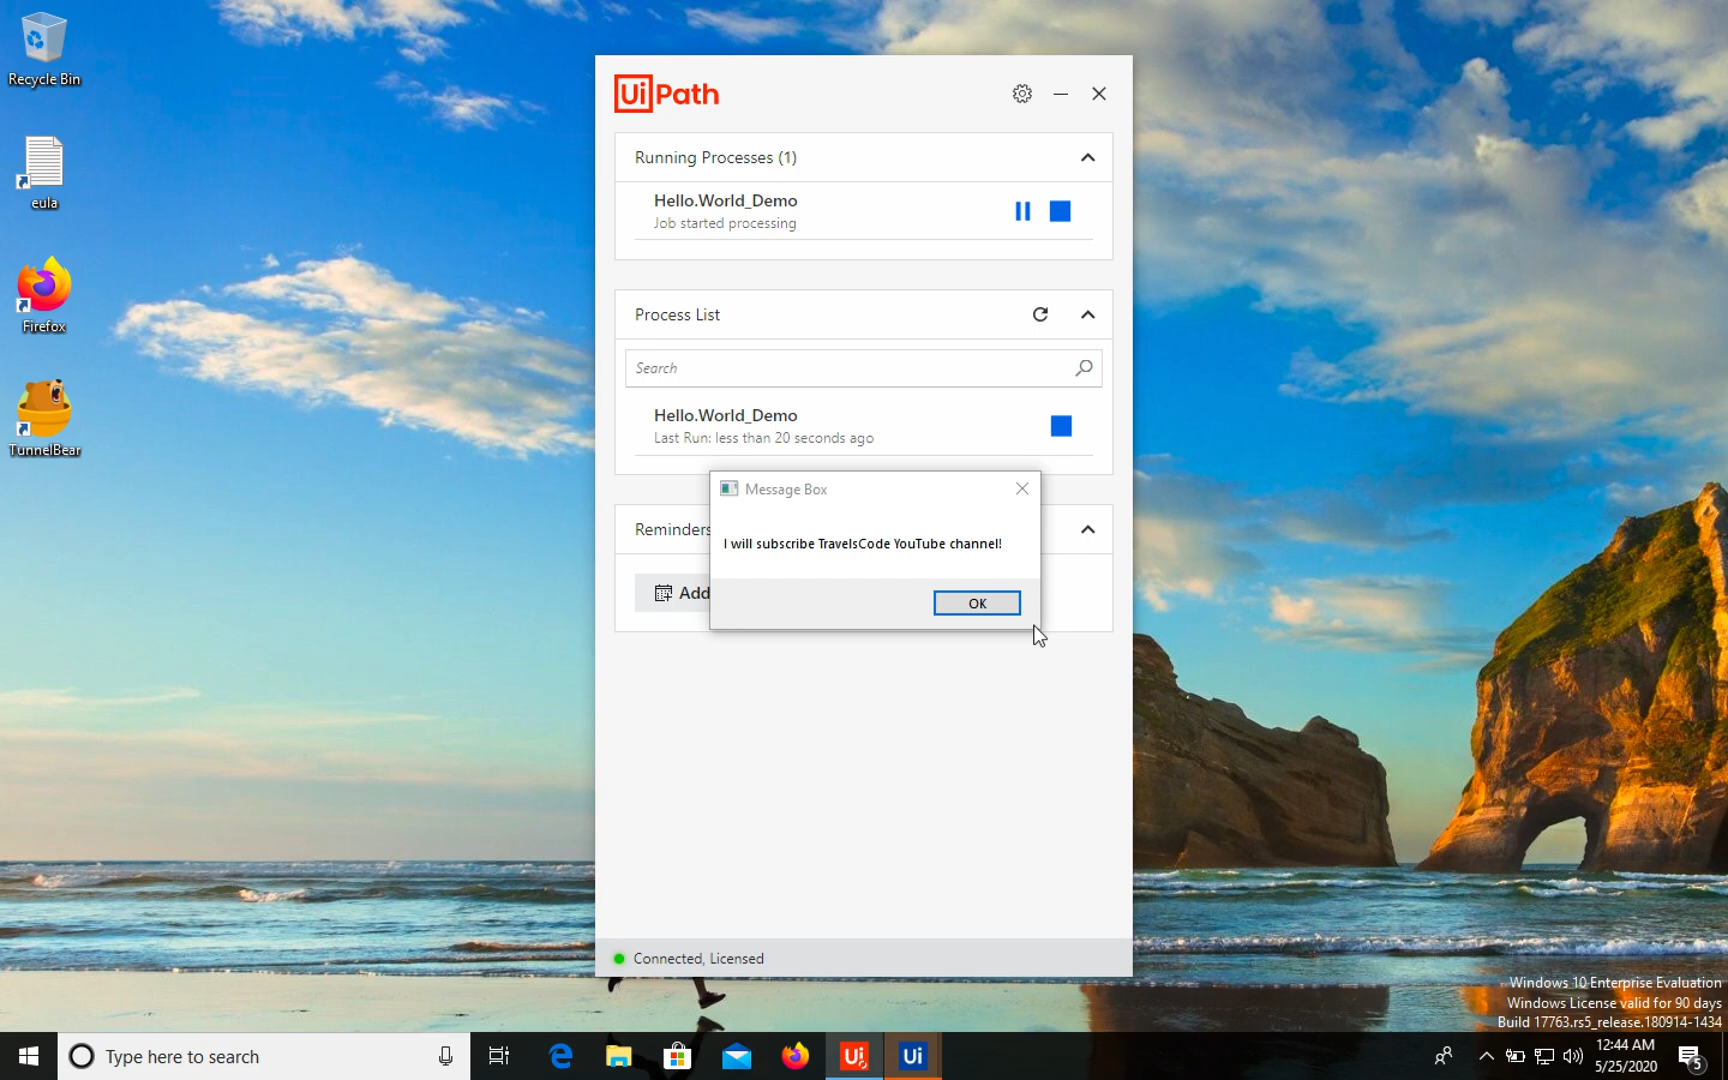 Recycle Bin
eula
Firefox
TunnelBear
UiPath
Running Processes (1)
Hello.World_Demo
Job started processing
Process List
Search
Hello.World_Demo
Last Run: less than 20 seconds ago
Reminders
Add
Message Box
I will subscribe TravelsCode YouTube channel!
OK
Connected, Licensed
Windows 10 Enterprise Evaluation
Windows License valid for 90 days
Build 17763.rs5_release.180914-1434
Type here to search
Ui
Ui
12:44 AM
5/25/2020
5